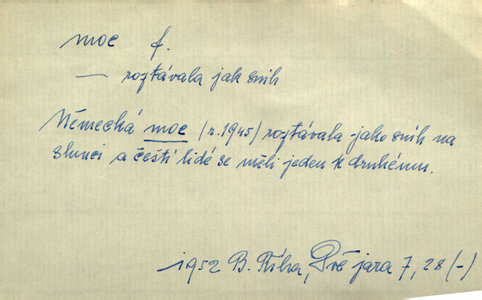 moc f.
— roztávala jak sníh
Německá moc (r. 1945) roztávala jako sníh na
slunci a čeští lidé se měli jeden k druhému.
1952 B. Říha, Dvě jara 7, 28 (-)